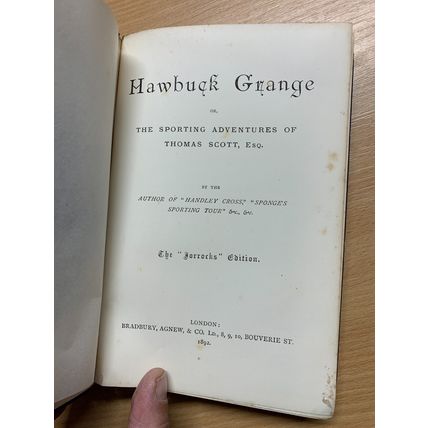 Hawbuck Grange
OR,
THE SPORTING ADVENTURES OF
THOMAS SCOTT, ESQ.
BY THE
AUTHOR OF "HANDLEY CROSS," "SPONGE'S
SPORTING TOUR" &c., &c.
The "Jorrocks" Edition.
LONDON:
BRADBURY, AGNEW, & CO. LD., 8, 9, 10, BOUVERIE ST.
1892.